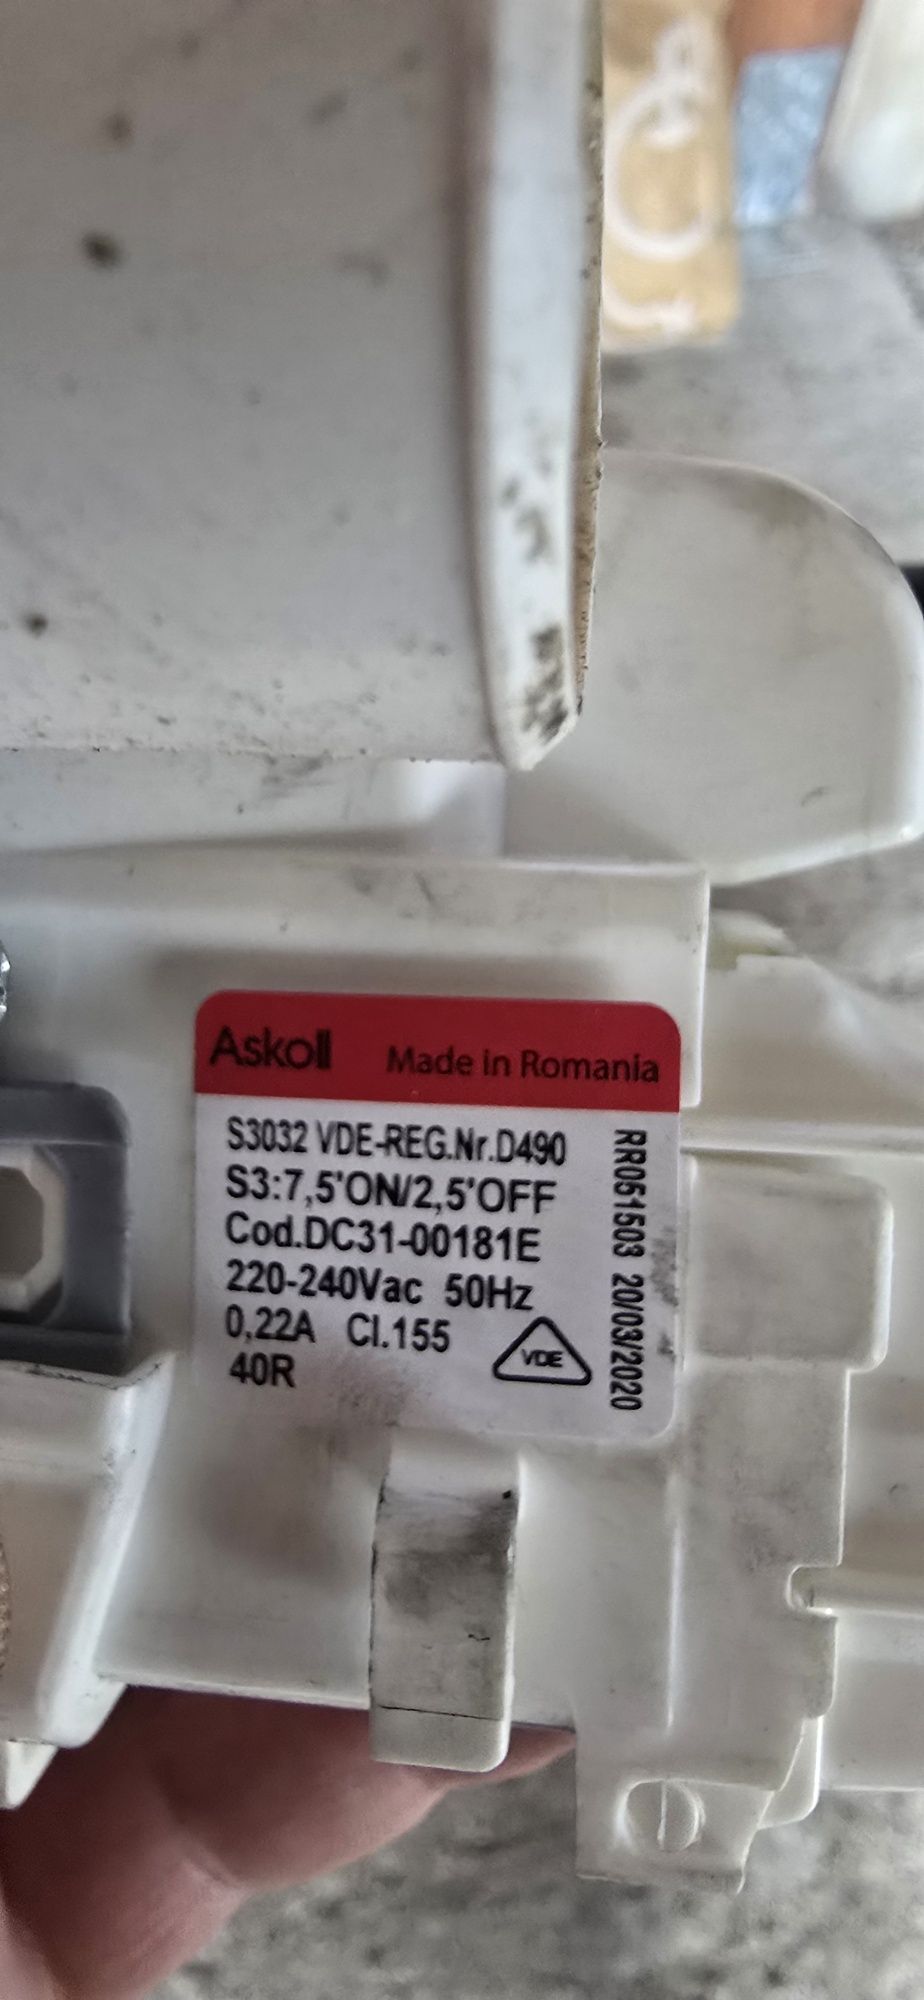 Askoll Made in Romania
S3032 VDE-REG.Nr.D490
S3:7,5'ON/2,5'OFF
Cod.DC31-00181E
220-240Vac 50Hz
0,22A Cl.155
40R
VDE
RR051503 20/03/2020